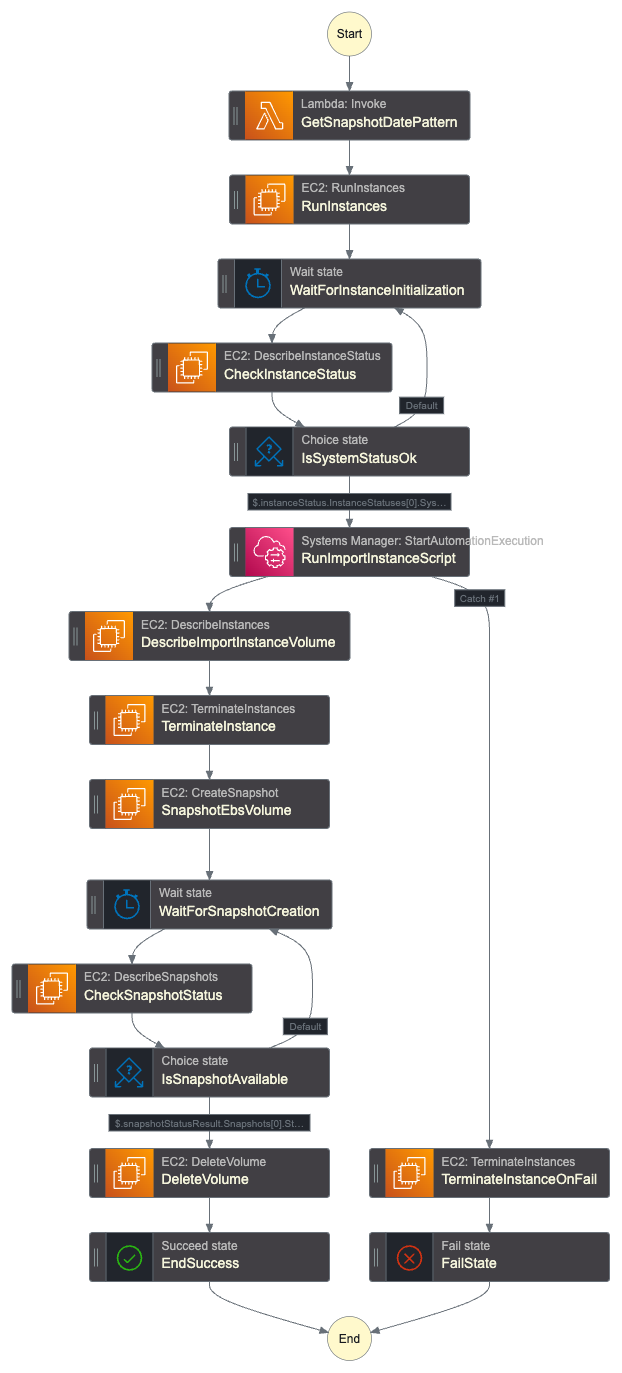 Start
Lambda: Invoke
GetSnapshotDatePattern
EC2: RunInstances
RunInstances
Wait state
WaitForInstanceInitialization
EC2: DescribeInstanceStatus
CheckInstanceStatus
Default
Choice state
IsSystemStatusOk
$.instanceStatus.InstanceStatuses[0].Sys...
Systems Manager: StartAutomationExecution
RunImportInstanceScript
Catch #1
EC2: DescribeInstances
DescribeImportInstanceVolume
EC2: TerminateInstances
TerminateInstance
EC2: CreateSnapshot
SnapshotEbsVolume
Wait state
WaitForSnapshotCreation
EC2: DescribeSnapshots
CheckSnapshotStatus
Default
Choice state
IsSnapshotAvailable
$.snapshotStatusResult.Snapshots[0].St...
EC2: DeleteVolume
DeleteVolume
EC2: TerminateInstances
TerminateInstanceOnFail
Succeed state
EndSuccess
Fail state
FailState
End